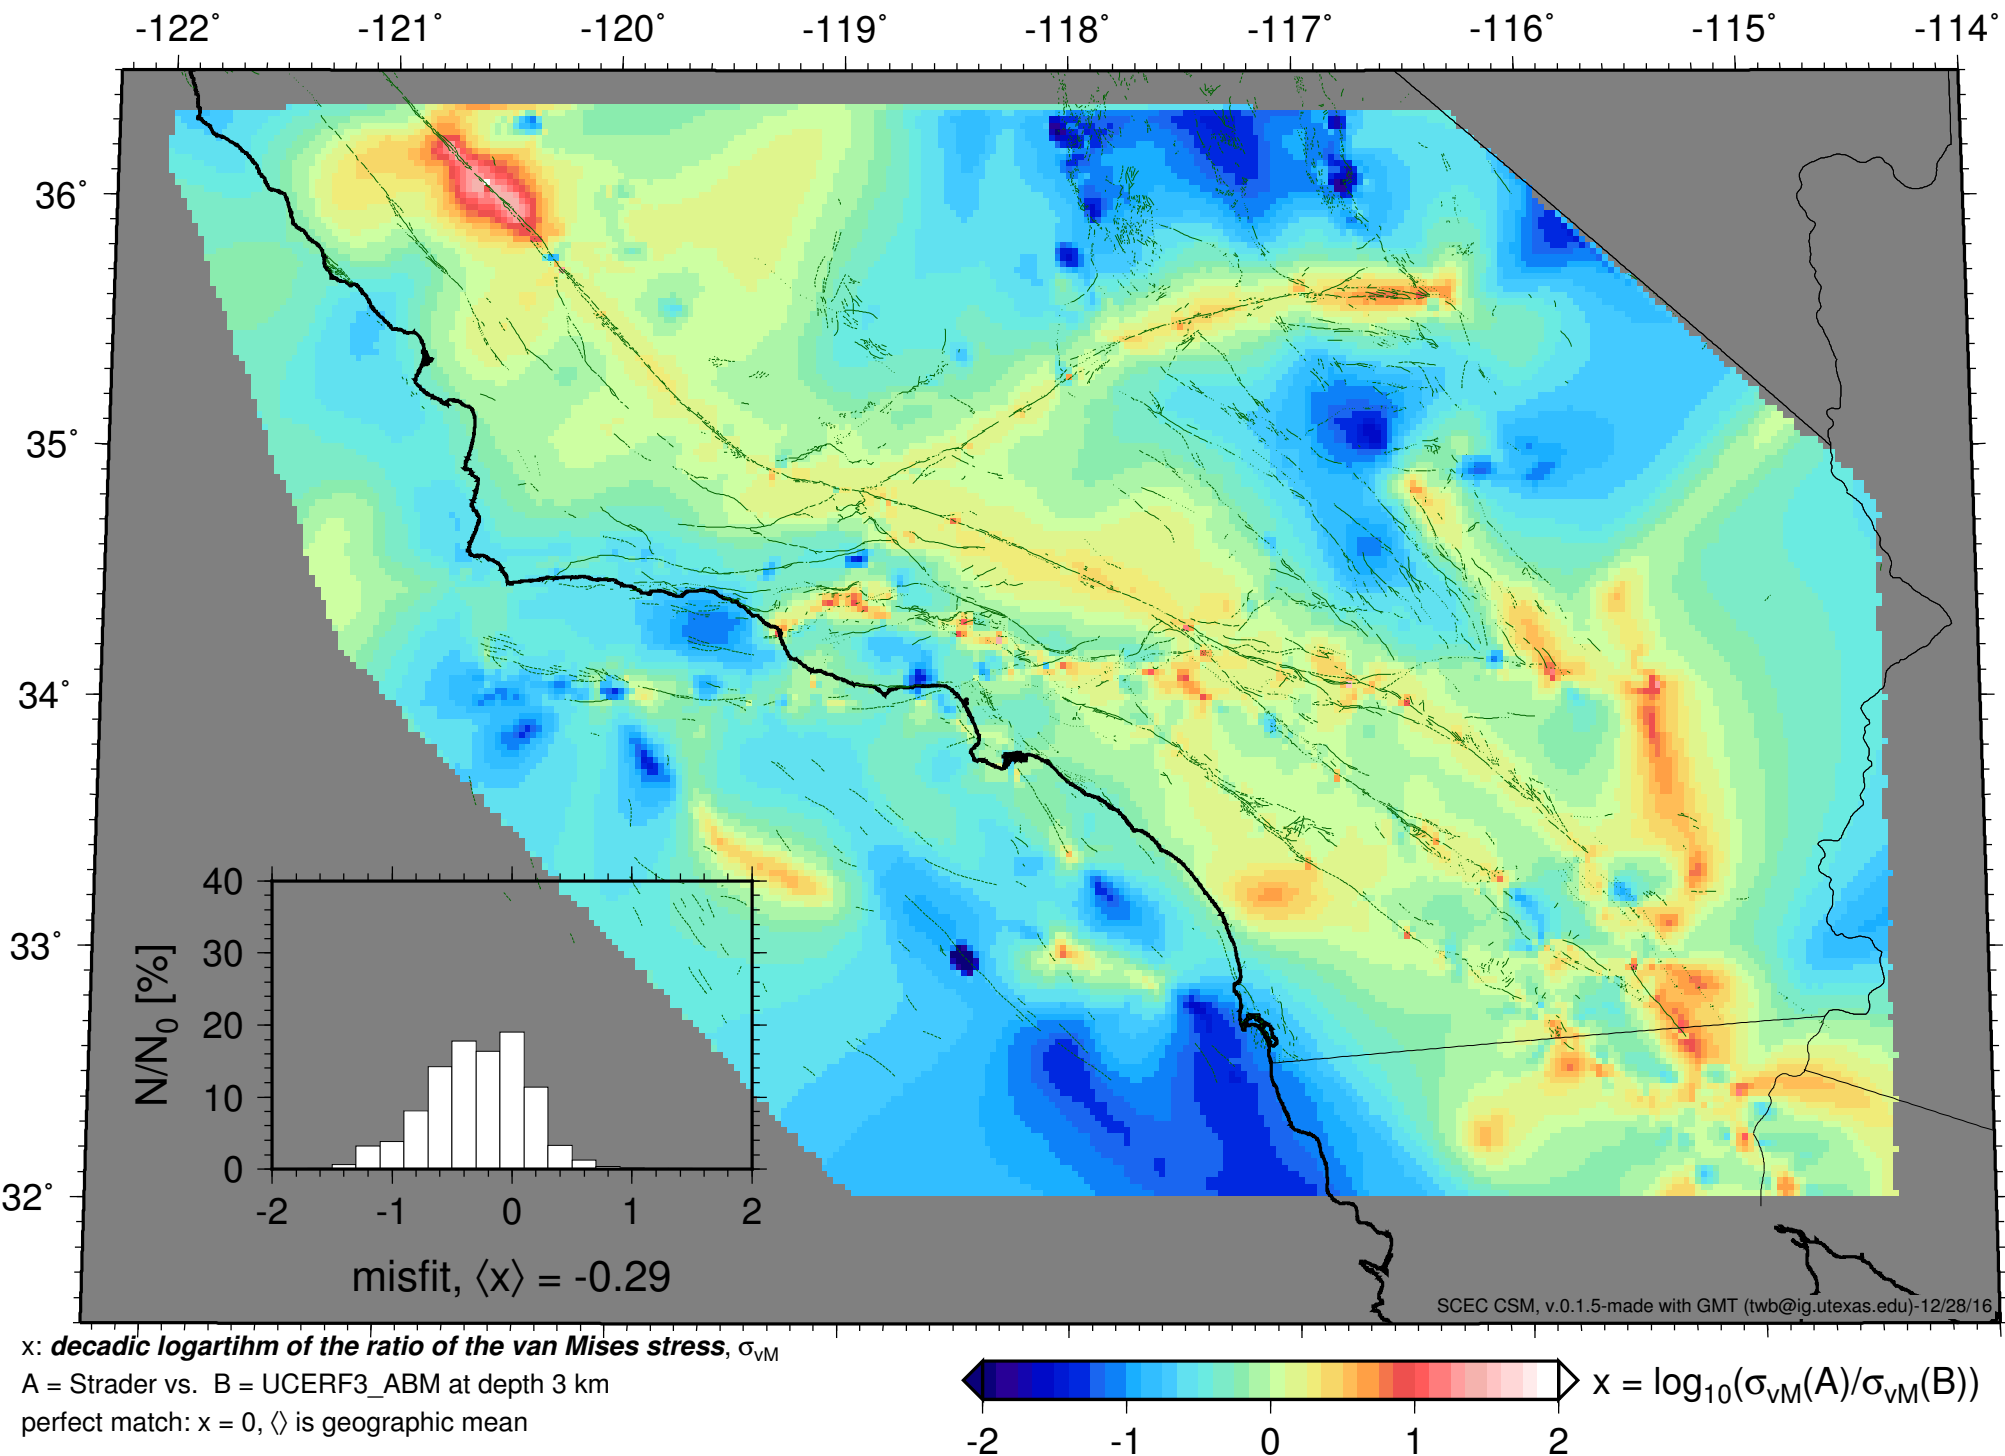 -122° -121° -120° -119° -118° -117° -116° -115° -114°
36°
35°
34°
33°
32°
40
30
20
10
0
N/N0 [%]
-2 -1 0 1 2
misfit, ⟨x⟩ = -0.29
SCEC CSM, v.0.1.5-made with GMT (twb@ig.utexas.edu)-12/28/16
x: decadic logartihm of the ratio of the van Mises stress, σvM
A = Strader vs. B = UCERF3_ABM at depth 3 km
perfect match: x = 0, ⟨⟩ is geographic mean
x = log10(σvM(A)/σvM(B))
-2 -1 0 1 2